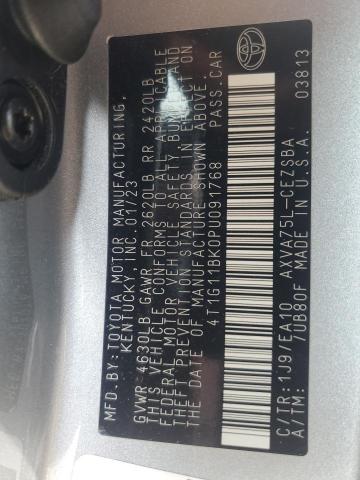 MFD. BY:TOYOTA MOTOR MANUFACTURING,
KENTUCKY, INC. 01/23
GVWR 4630LB GAWR FR 2620LB RR 2420LB
THIS VEHICLE CONFORMS TO ALL APPLICABLE
FEDERAL MOTOR VEHICLE SAFETY, BUMPER, AND
THEFT PREVENTION STANDARDS IN EFFECT ON
THE DATE OF MANUFACTURE SHOWN ABOVE.
4T1G11BK0PU091768 PASS.CAR
C/TR:1J9/EA10 AXVA75L-CEZSBA
A/TM: /UB80F MADE IN U.S.A. 03813